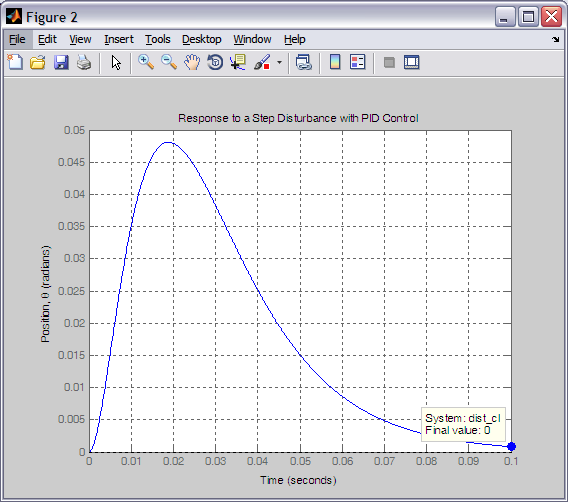 Figure 2
File Edit View Insert Tools Desktop Window Help
Response to a Step Disturbance with PID Control
0.05
0.045
0.04
0.035
0.03
0.025
0.02
0.015
0.01
0.005
0
Position, θ (radians)
System: dist_cl
Final value: 0
0 0.01 0.02 0.03 0.04 0.05 0.06 0.07 0.08 0.09 0.1
Time (seconds)